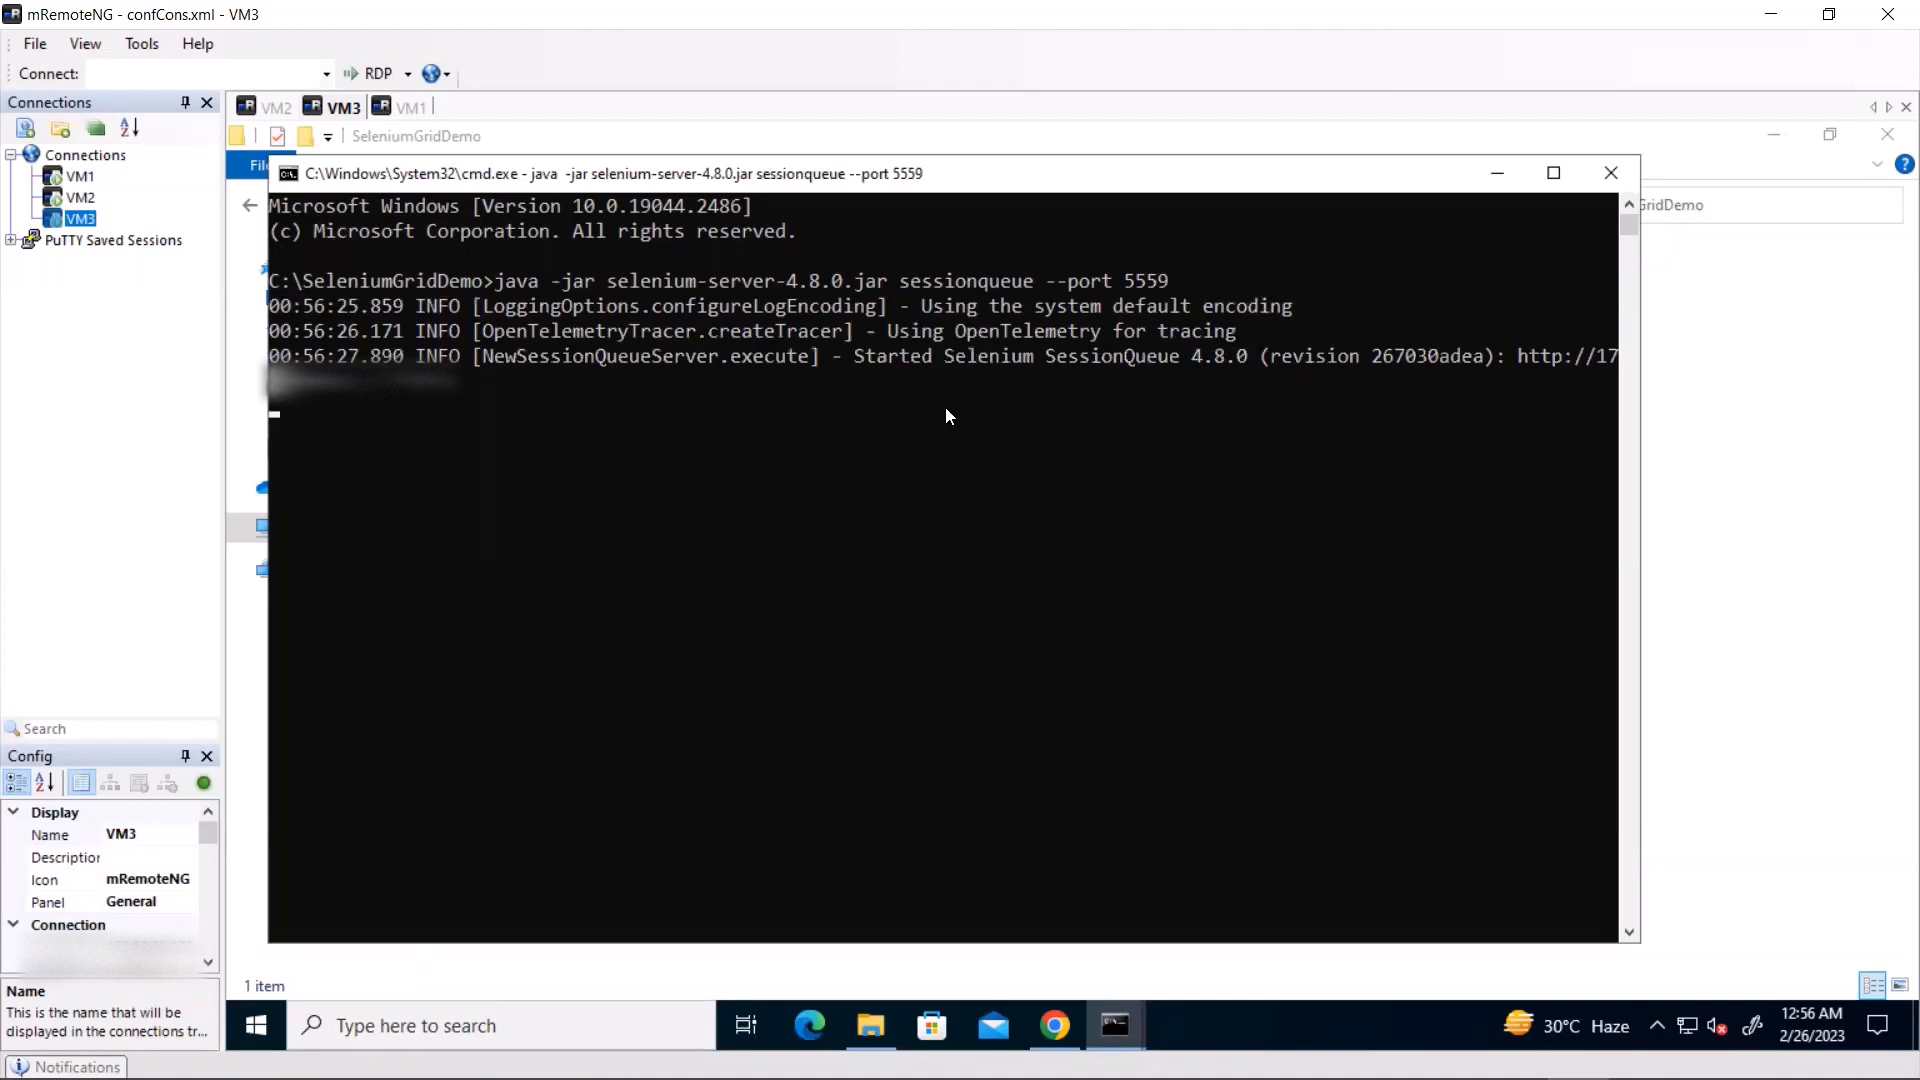 mRemoteNG - confCons.xml - VM3
File View Tools Help
Connect: RDP
Connections
VM2 VM3 VM1
SeleniumGridDemo
Connections
VM1
VM2
VM3
PuTTY Saved Sessions
C:\Windows\System32\cmd.exe - java -jar selenium-server-4.8.0.jar sessionqueue --port 5559
GridDemo
Microsoft Windows [Version 10.0.19044.2486]
(c) Microsoft Corporation. All rights reserved.
C:\SeleniumGridDemo>java -jar selenium-server-4.8.0.jar sessionqueue --port 5559
00:56:25.859 INFO [LoggingOptions.configureLogEncoding] - Using the system default encoding
00:56:26.171 INFO [OpenTelemetryTracer.createTracer] - Using OpenTelemetry for tracing
00:56:27.890 INFO [NewSessionQueueServer.execute] - Started Selenium SessionQueue 4.8.0 (revision 267030adea): http://17
Search
Config
Display
Name VM3
Description
Icon mRemoteNG
Panel General
Connection
Name
This is the name that will be
displayed in the connections tr...
1 item
Type here to search
30°C Haze
12:56 AM
2/26/2023
Notifications